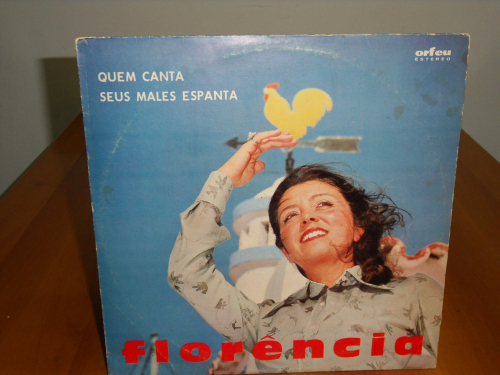 orfeu
ESTEREO
QUEM CANTA
SEUS MALES ESPANTA
florência